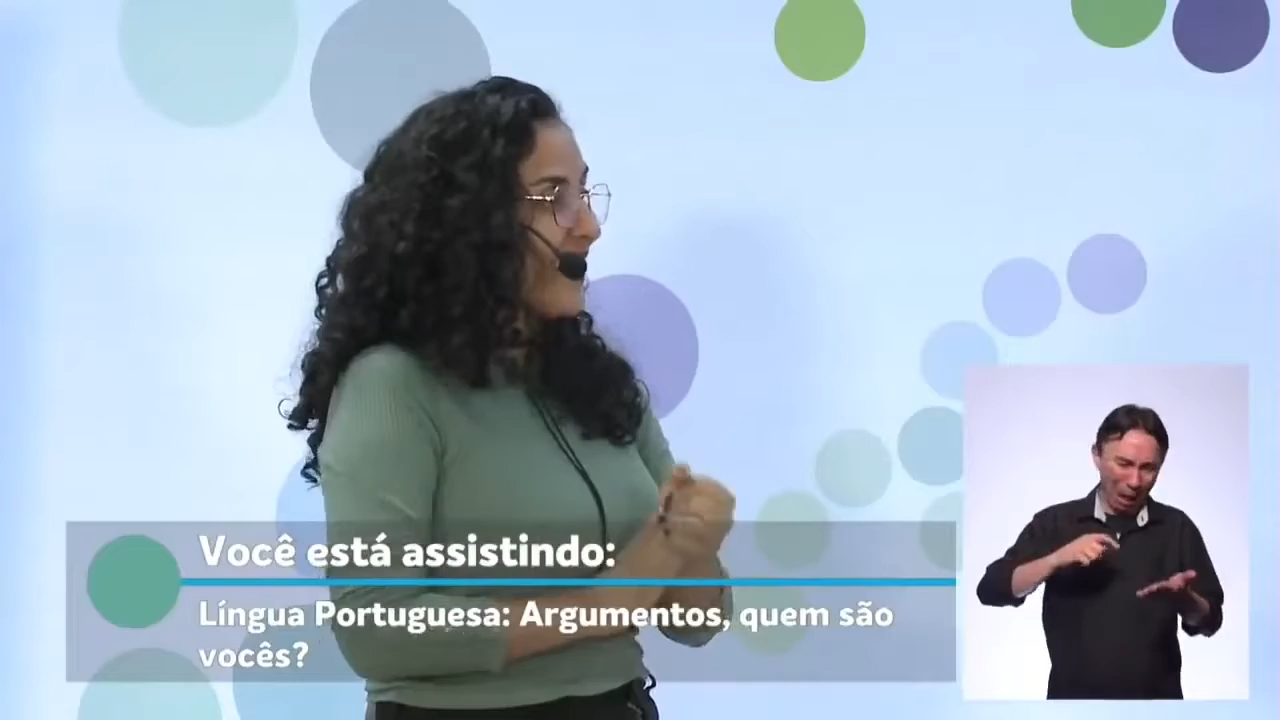 Você está assistindo:
Língua Portuguesa: Argumentos, quem são
vocês?